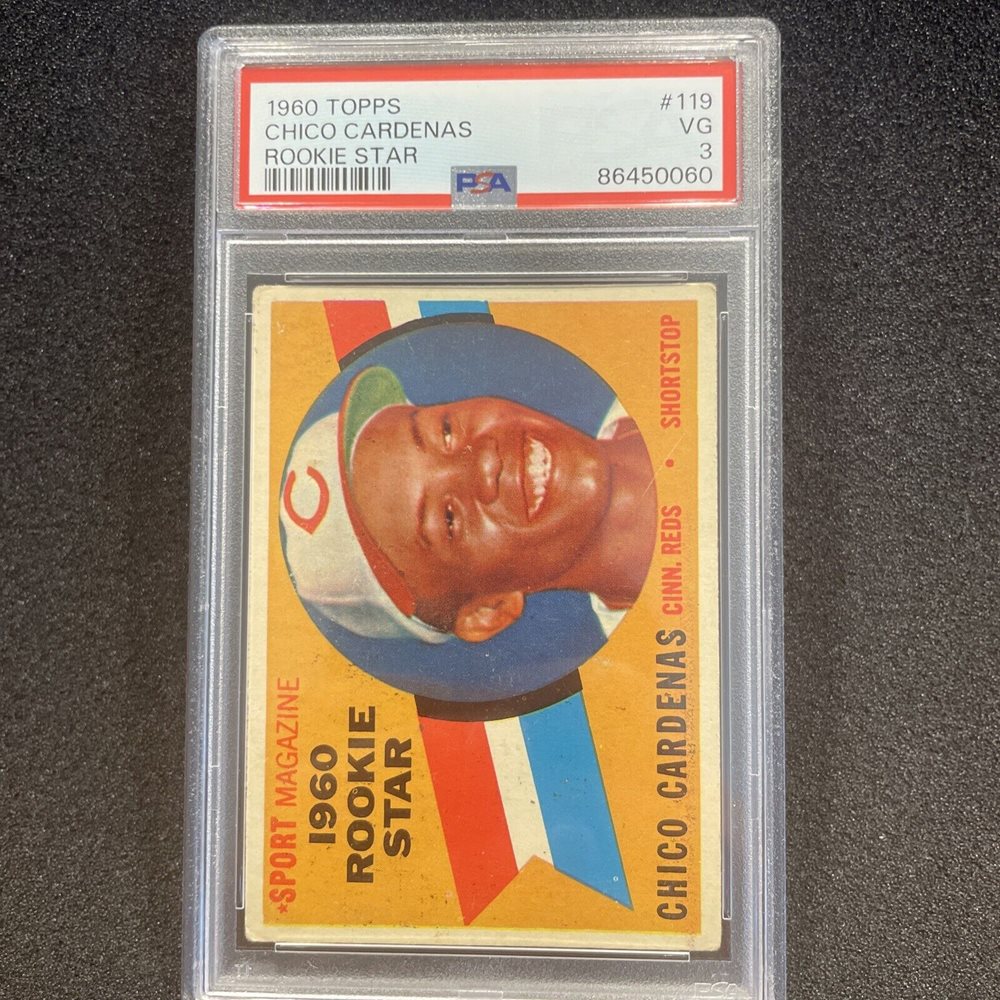 1960 TOPPS #119
CHICO CARDENAS VG
ROOKIE STAR 3
PSA 86450060
C
★SPORT MAGAZINE
1960
ROOKIE
STAR
CHICO CARDENAS CINN. REDS • SHORTSTOP
PSA